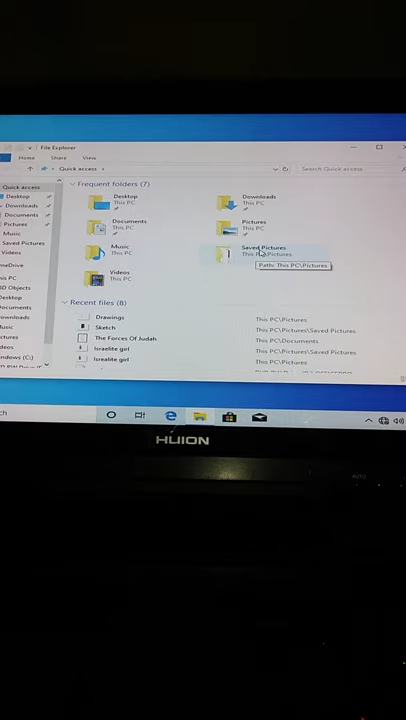 File Explorer
Home Share View
Quick access
Search Quick access
Quick access
Desktop
Downloads
Documents
Pictures
Music
Saved Pictures
Videos
Frequent folders (7)
Desktop
This PC
Downloads
This PC
Documents
This PC
Pictures
This PC
Music
This PC
Saved Pictures
This PC\Pictures
Path: This PC\Pictures
Videos
This PC
Recent files (8)
Drawings This PC\Pictures
Sketch This PC\Pictures\Saved Pictures
The Forces Of Judah This PC\Documents
Israelite girl This PC\Pictures\Saved Pictures
Israelite girl This PC\Pictures
HUION
AUTO